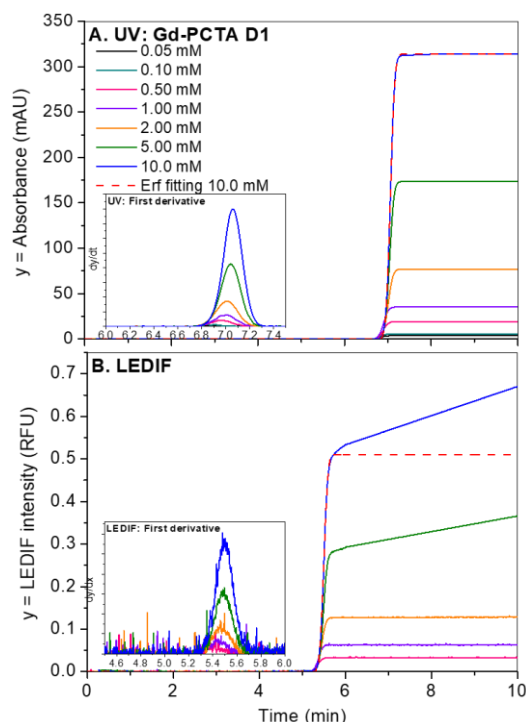 A. UV: Gd-PCTA D1
0.05 mM
0.10 mM
0.50 mM
1.00 mM
2.00 mM
5.00 mM
10.0 mM
Erf fitting 10.0 mM
y = Absorbance (mAU)
350
300
250
200
150
100
50
0
UV: First derivative
dy/dt
6.0 6.2 6.4 6.6 6.8 7.0 7.2 7.4
B. LEDIF
y = LEDIF intensity (RFU)
0.7
0.6
0.5
0.4
0.3
0.2
0.1
0.0
LEDIF: First derivative
dy/dx
4.6 4.8 5.0 5.2 5.4 5.6 5.8 6.0
0 2 4 6 8 10
Time (min)